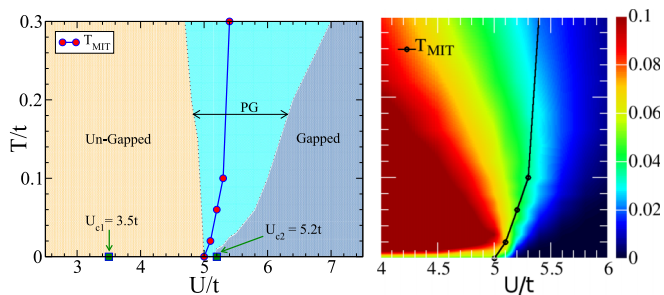 T_MIT
0.3
0.2
0.1
0
T/t
Un-Gapped
PG
Gapped
U_c1 = 3.5t
U_c2 = 5.2t
3 4 5 6 7
U/t
T_MIT
4 4.5 5 5.5 6
U/t
0.1
0.08
0.06
0.04
0.02
0